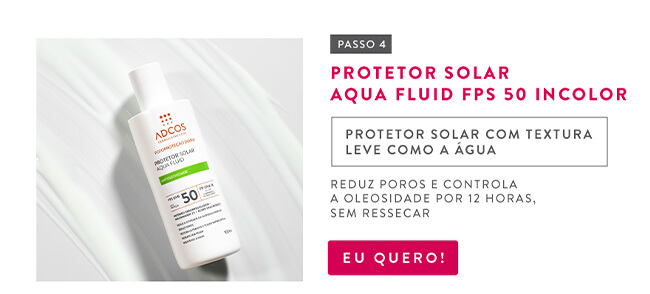 PASSO 4
PROTETOR SOLAR
AQUA FLUID FPS 50 INCOLOR
PROTETOR SOLAR COM TEXTURA
LEVE COMO A ÁGUA
REDUZ POROS E CONTROLA
A OLEOSIDADE POR 12 HORAS,
SEM RESSECAR
EU QUERO!
ADCOS
PROTETOR SOLAR
AQUA FLUID
50